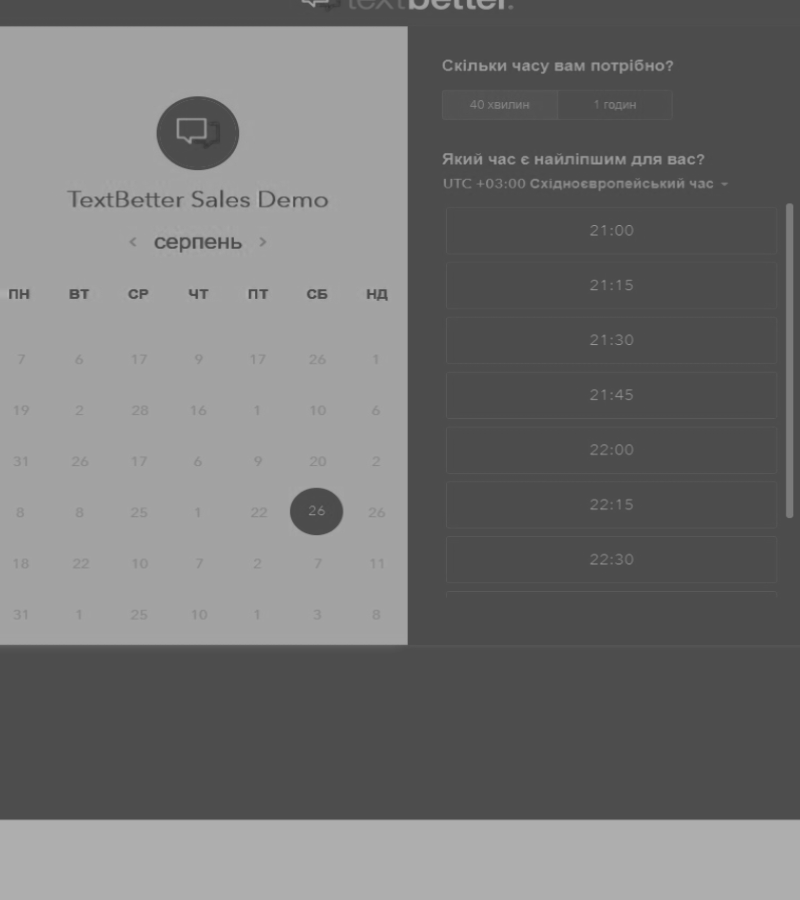 textbetter.
TextBetter Sales Demo
серпень
ПН ВТ СР ЧТ ПТ СБ НД
7 6 17 9 17 26 1
19 2 28 16 1 10 6
31 26 17 6 9 20 2
8 8 25 1 22 26 26
18 22 10 7 2 7 11
31 1 25 10 1 3 8
Скільки часу вам потрібно?
40 хвилин 1 годин
Який час є найліпшим для вас?
UTC +03:00 Східноєвропейський час
21:00
21:15
21:30
21:45
22:00
22:15
22:30